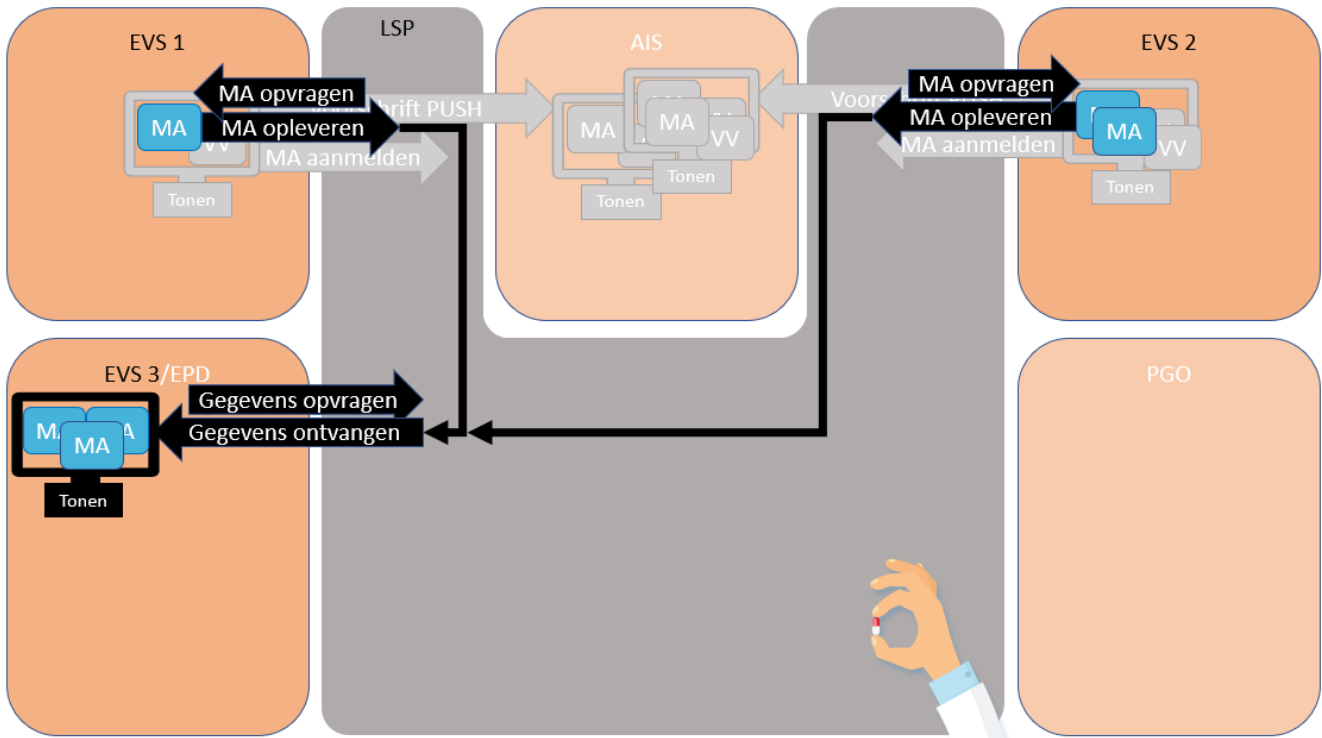 EVS 1
LSP
AIS
EVS 2
MA opvragen
MA opleveren
MA aanmelden
MA
VV
Tonen
PUSH
MA
MA
VV
Tonen
Tonen
MA opvragen
MA opleveren
MA aanmelden
MA
VV
Tonen
EVS 3/EPD
Gegevens opvragen
Gegevens ontvangen
MA
Tonen
PGO